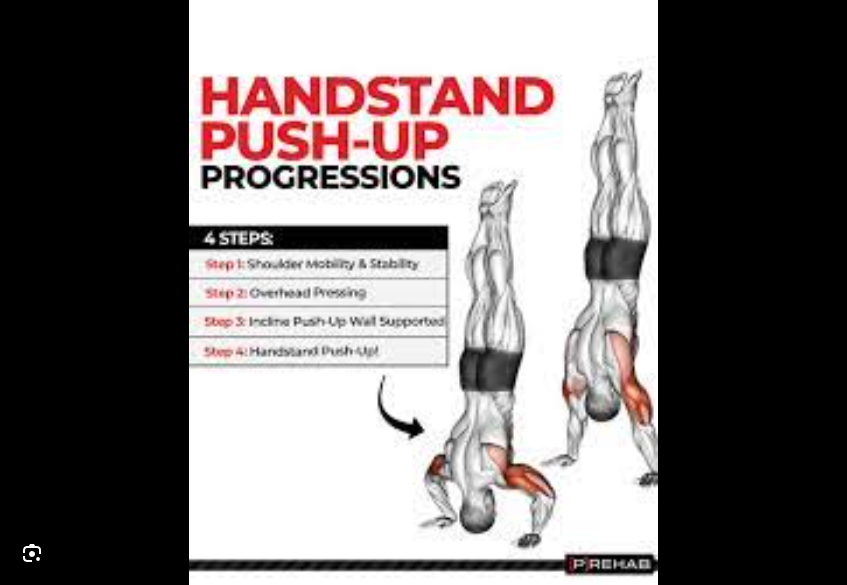 HANDSTAND
PUSH-UP
PROGRESSIONS
4 STEPS:
Step 1: Shoulder Mobility & Stability
Step 2: Overhead Pressing
Step 3: Incline Push-Up Wall Supported
Step 4: Handstand Push-Up!
[P]REHAB